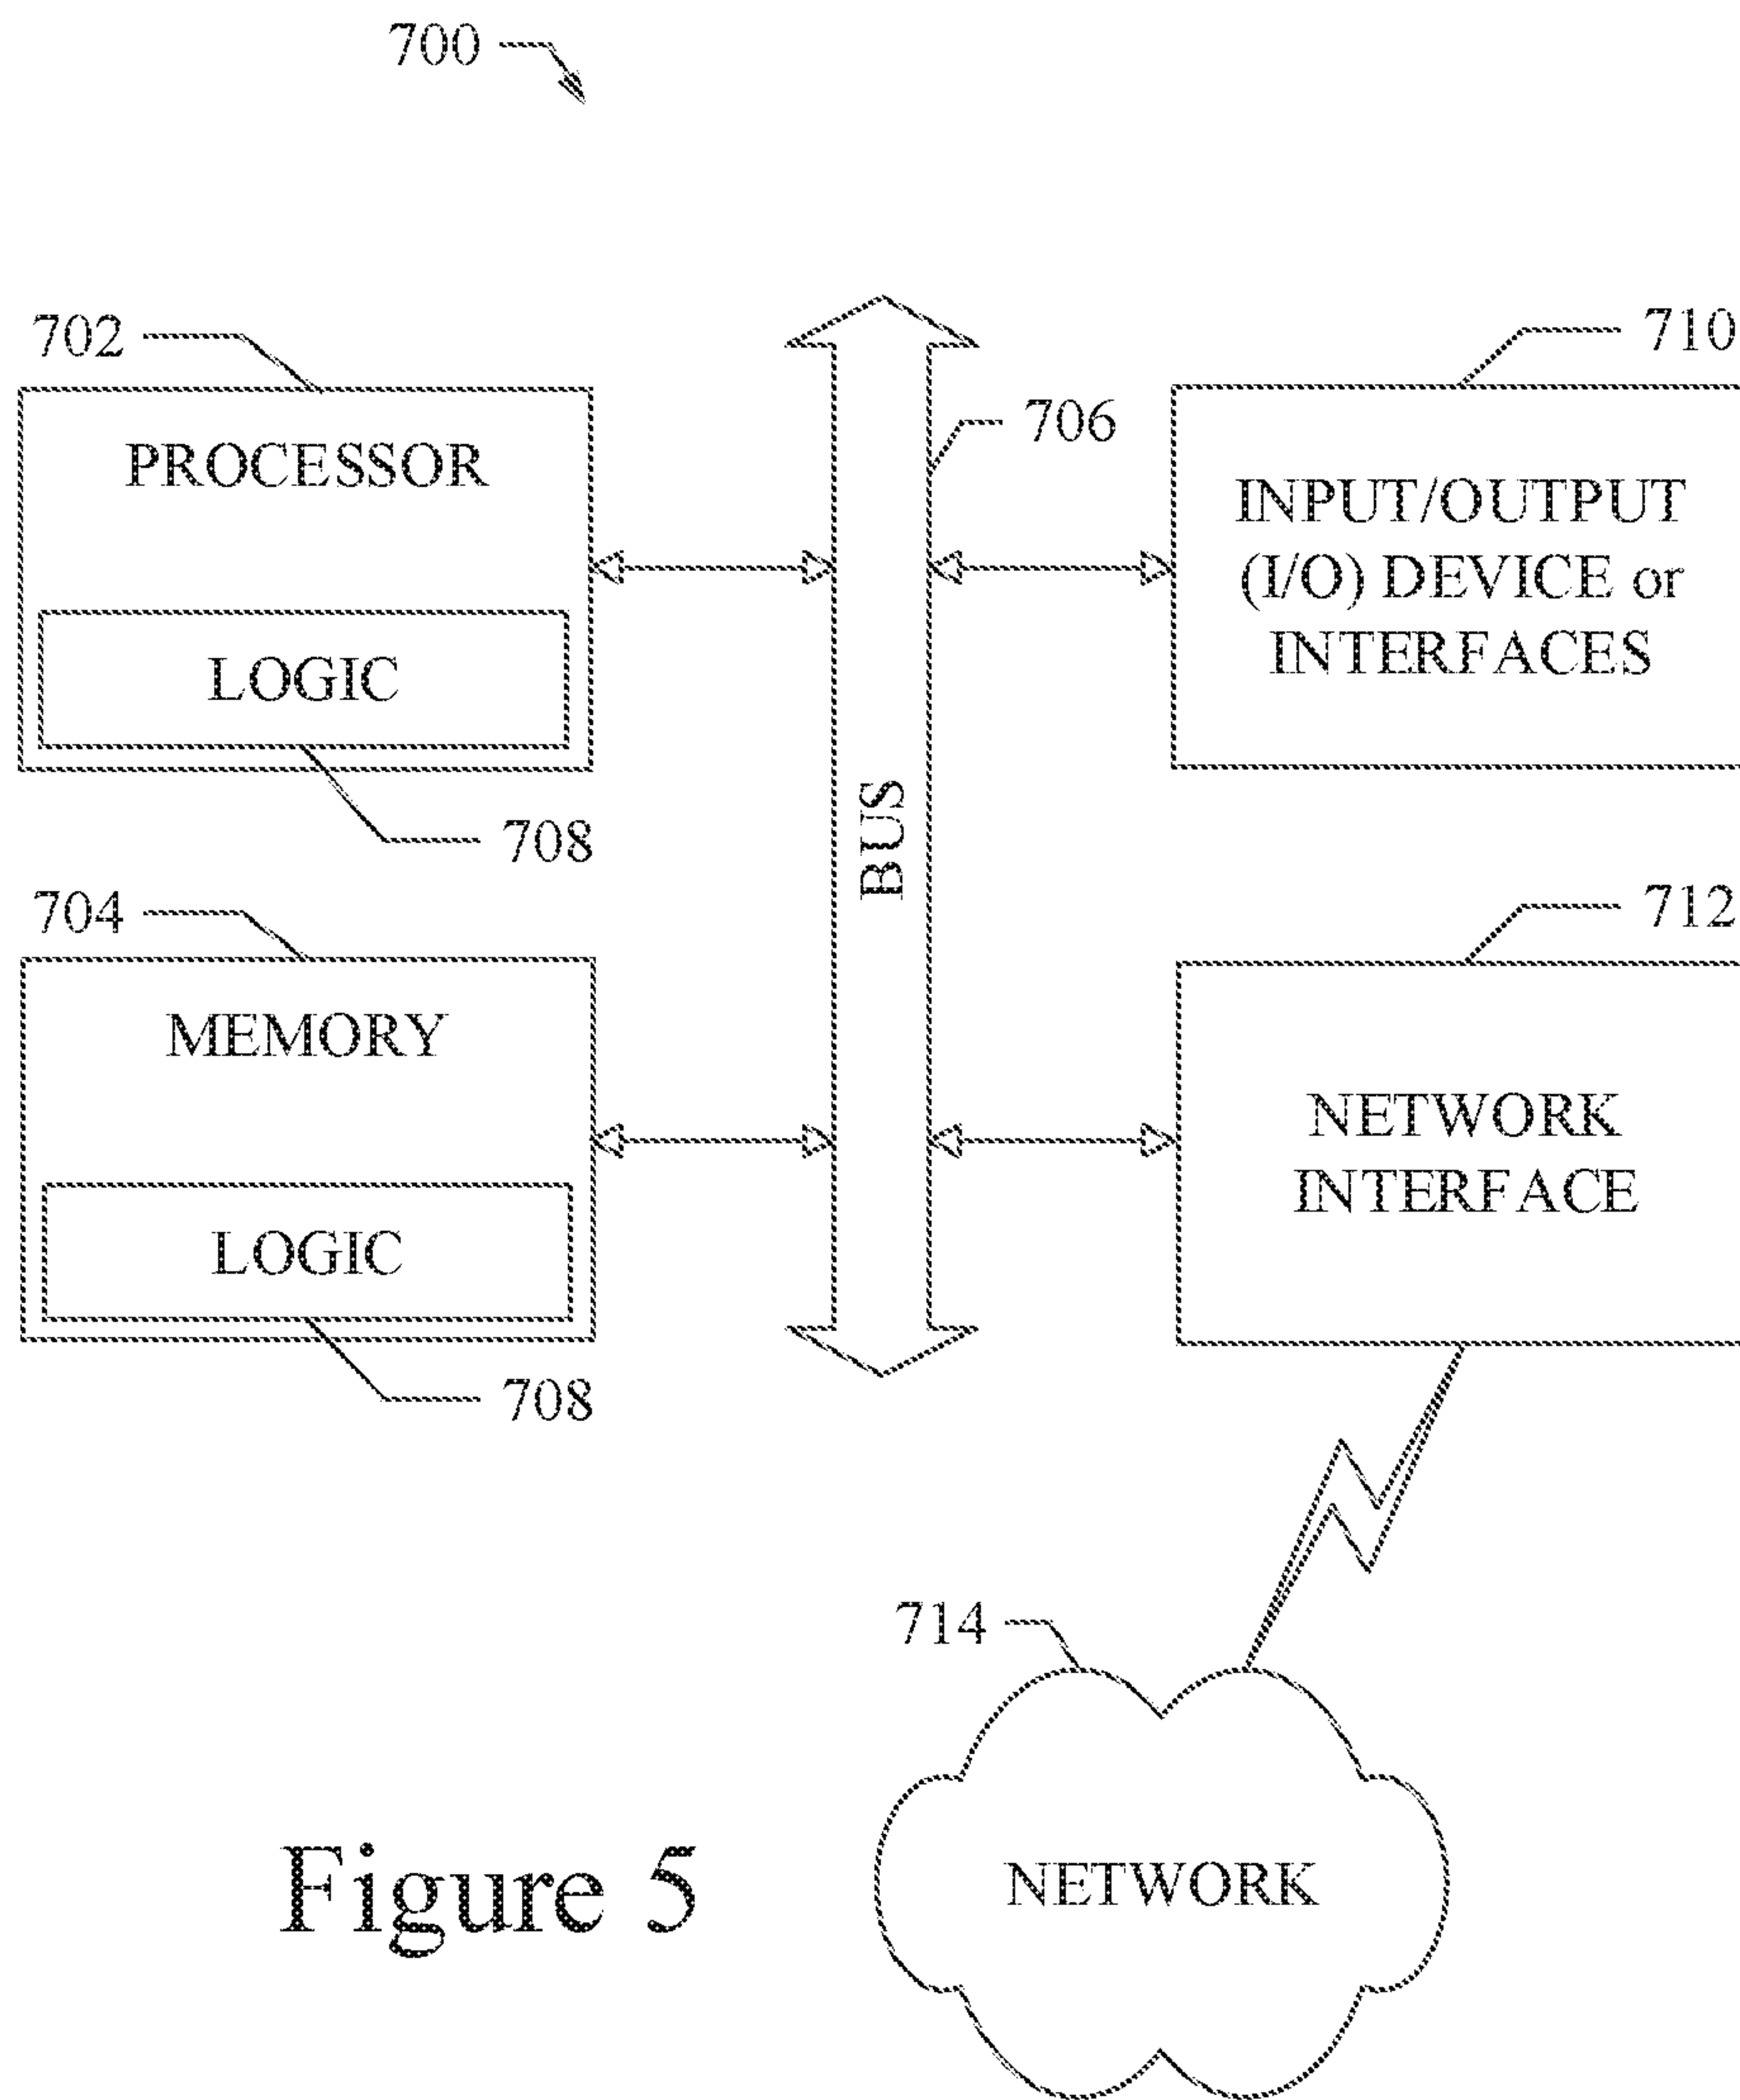 700
702
710
706
PROCESSOR
INPUT/OUTPUT
(I/O) DEVICE or
INTERFACES
LOGIC
708
BUS
704
712
MEMORY
NETWORK
INTERFACE
LOGIC
708
714
NETWORK
Figure 5